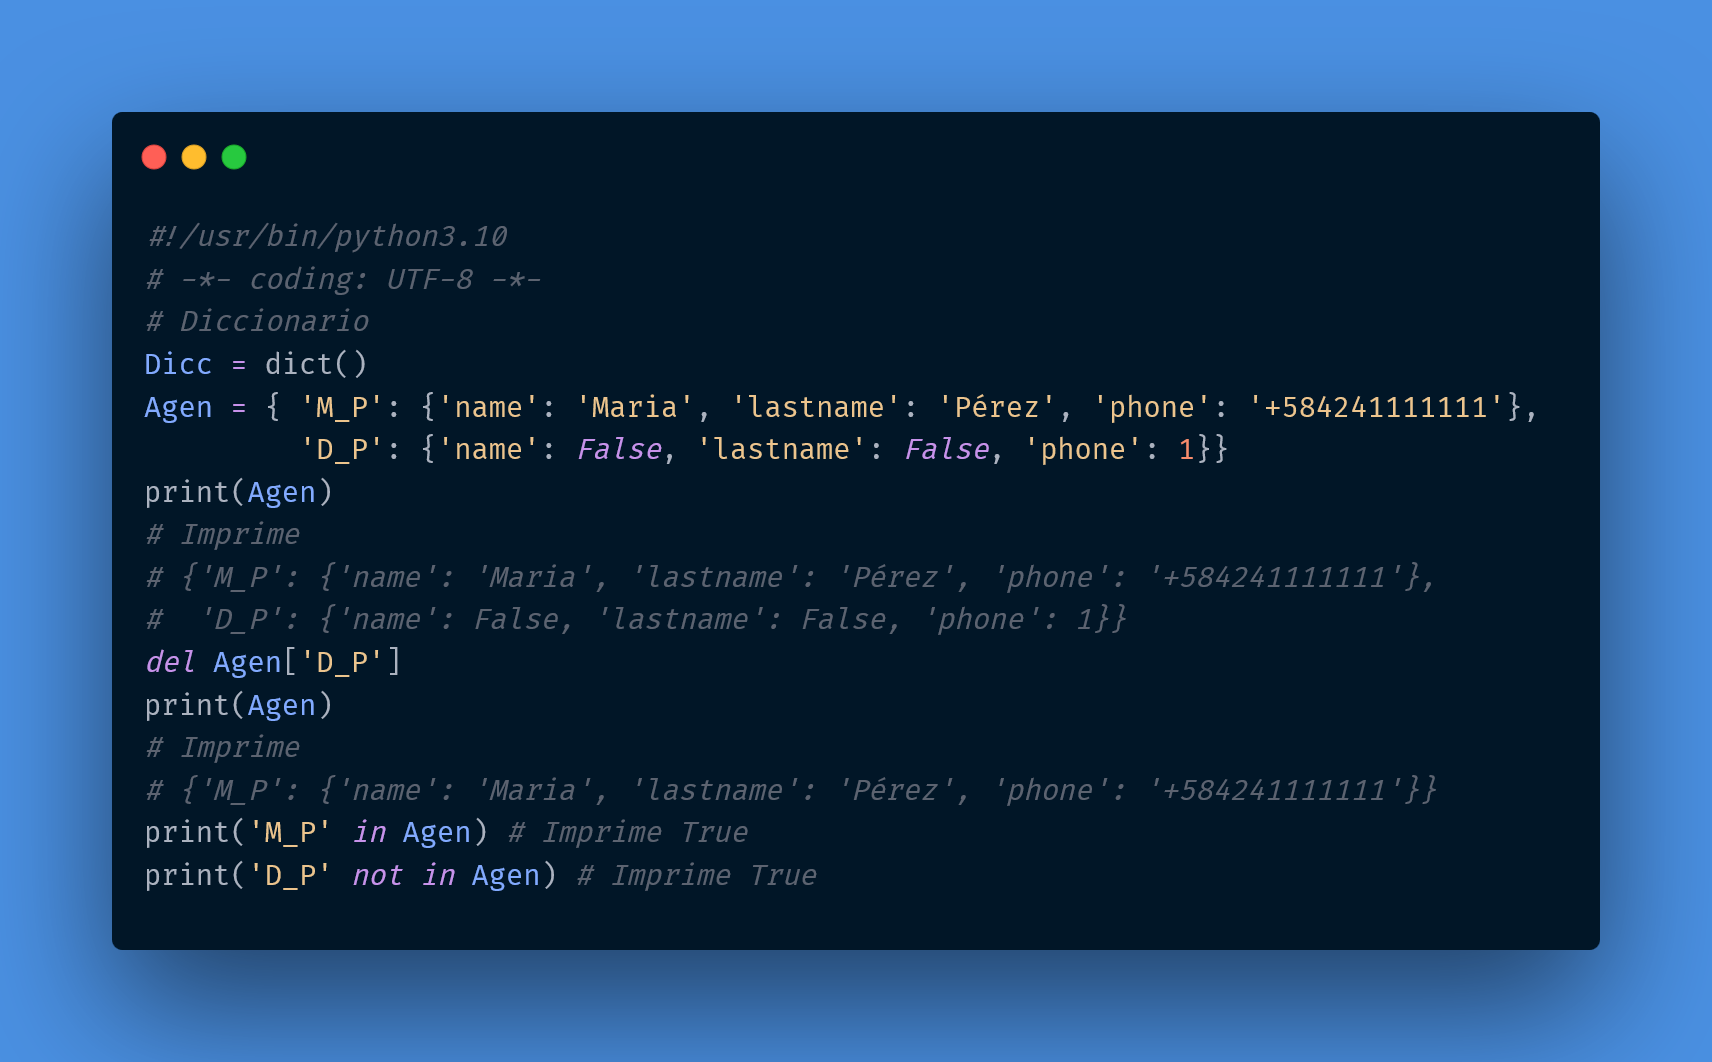 #!/usr/bin/python3.10
# -*- coding: UTF-8 -*-
# Diccionario
Dicc = dict()
Agen = { 'M_P': {'name': 'Maria', 'lastname': 'Pérez', 'phone': '+584241111111'},
         'D_P': {'name': False, 'lastname': False, 'phone': 1}}
print(Agen)
# Imprime
# {'M_P': {'name': 'Maria', 'lastname': 'Pérez', 'phone': '+584241111111'},
#  'D_P': {'name': False, 'lastname': False, 'phone': 1}}
del Agen['D_P']
print(Agen)
# Imprime
# {'M_P': {'name': 'Maria', 'lastname': 'Pérez', 'phone': '+584241111111'}}
print('M_P' in Agen) # Imprime True
print('D_P' not in Agen) # Imprime True